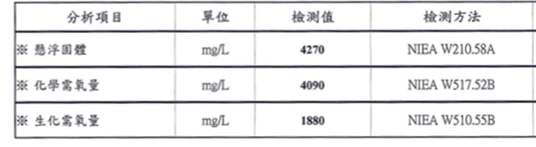 分析項目 單位 檢測值 檢測方法
※ 懸浮固體 mg/L 4270 NIEA W210.58A
※ 化學需氧量 mg/L 4090 NIEA W517.52B
※ 生化需氧量 mg/L 1880 NIEA W510.55B